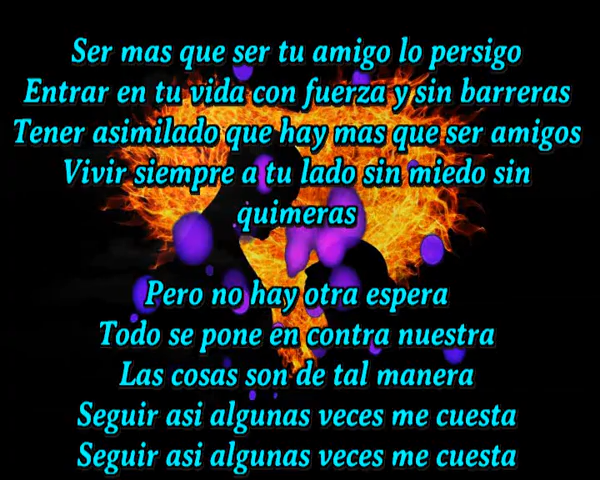 Ser mas que ser tu amigo lo persigo
Entrar en tu vida con fuerza y sin barreras
Tener asimilado que hay mas que ser amigos
Vivir siempre a tu lado sin miedo sin
quimeras
Pero no hay otra espera
Todo se pone en contra nuestra
Las cosas son de tal manera
Seguir asi algunas veces me cuesta
Seguir asi algunas veces me cuesta